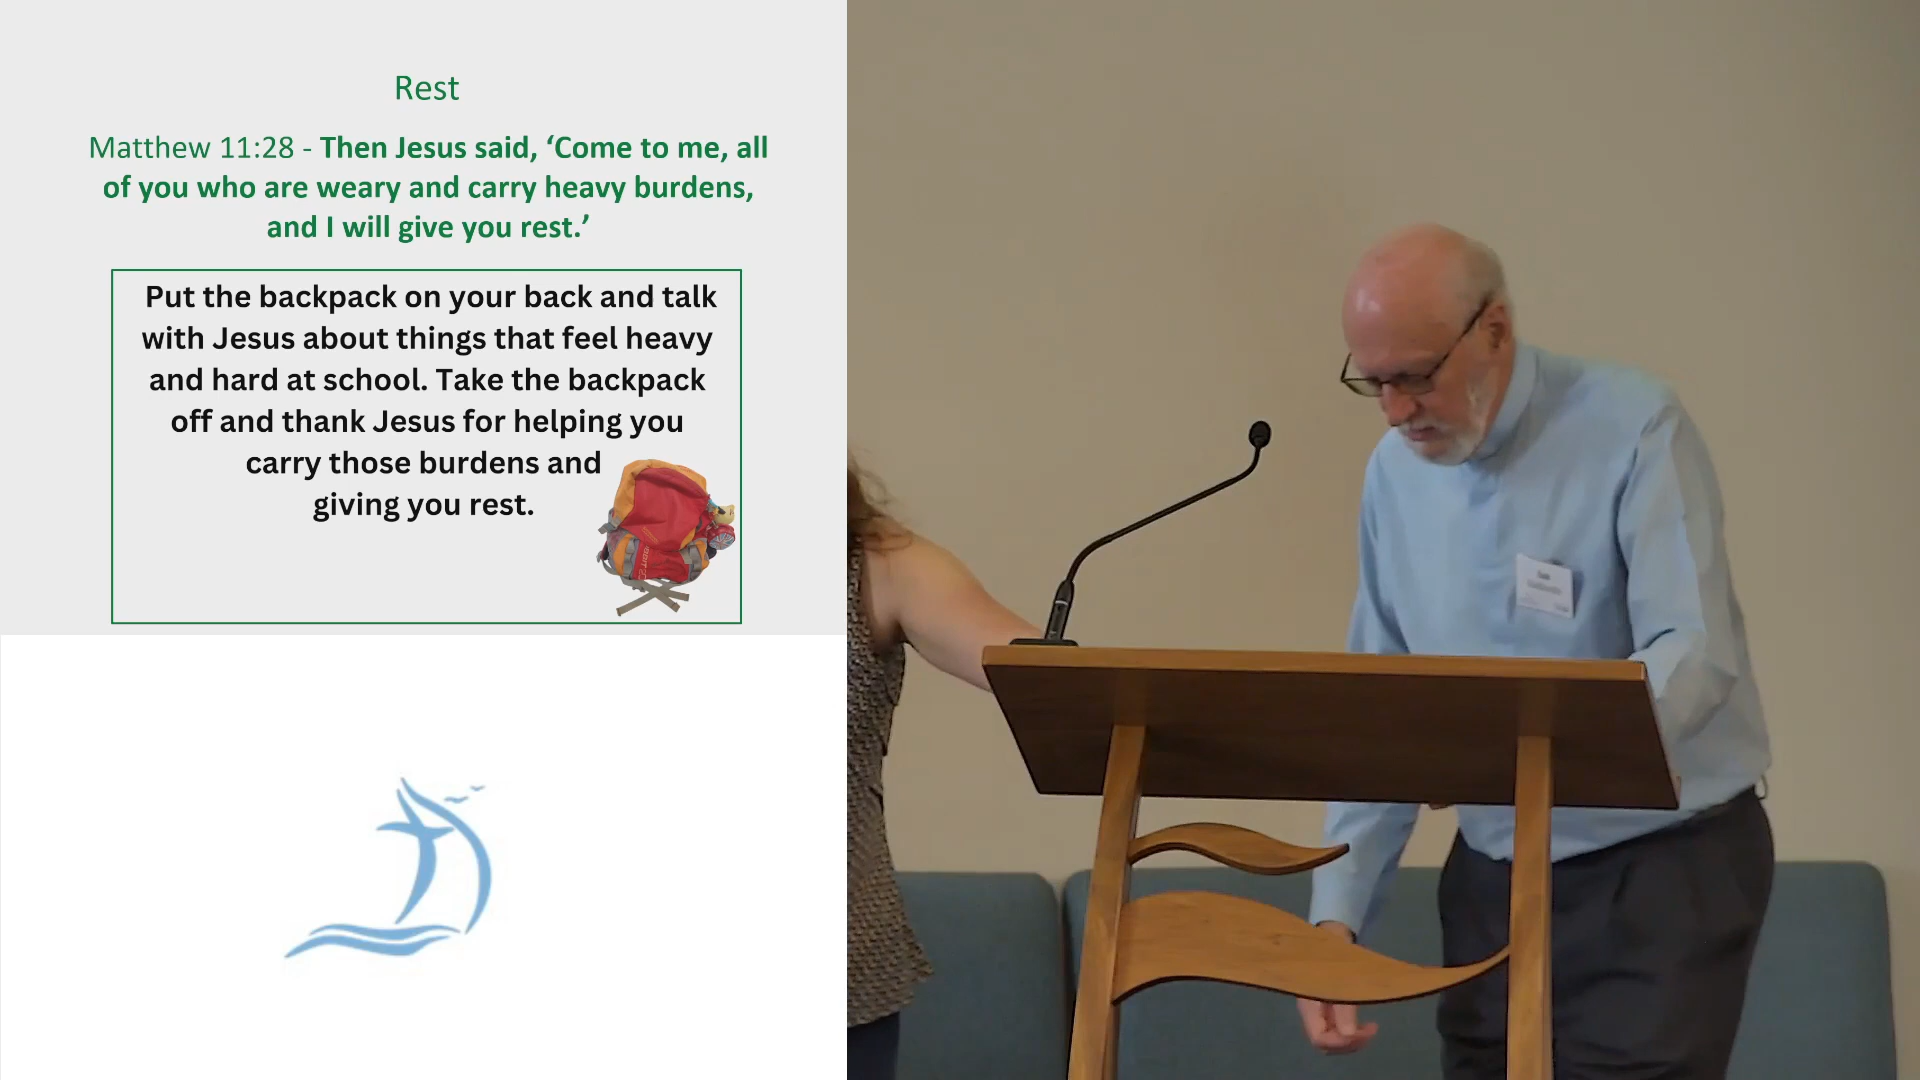 Rest
Matthew 11:28 - Then Jesus said, ‘Come to me, all
of you who are weary and carry heavy burdens,
and I will give you rest.’
Put the backpack on your back and talk
with Jesus about things that feel heavy
and hard at school. Take the backpack
off and thank Jesus for helping you
carry those burdens and
giving you rest.